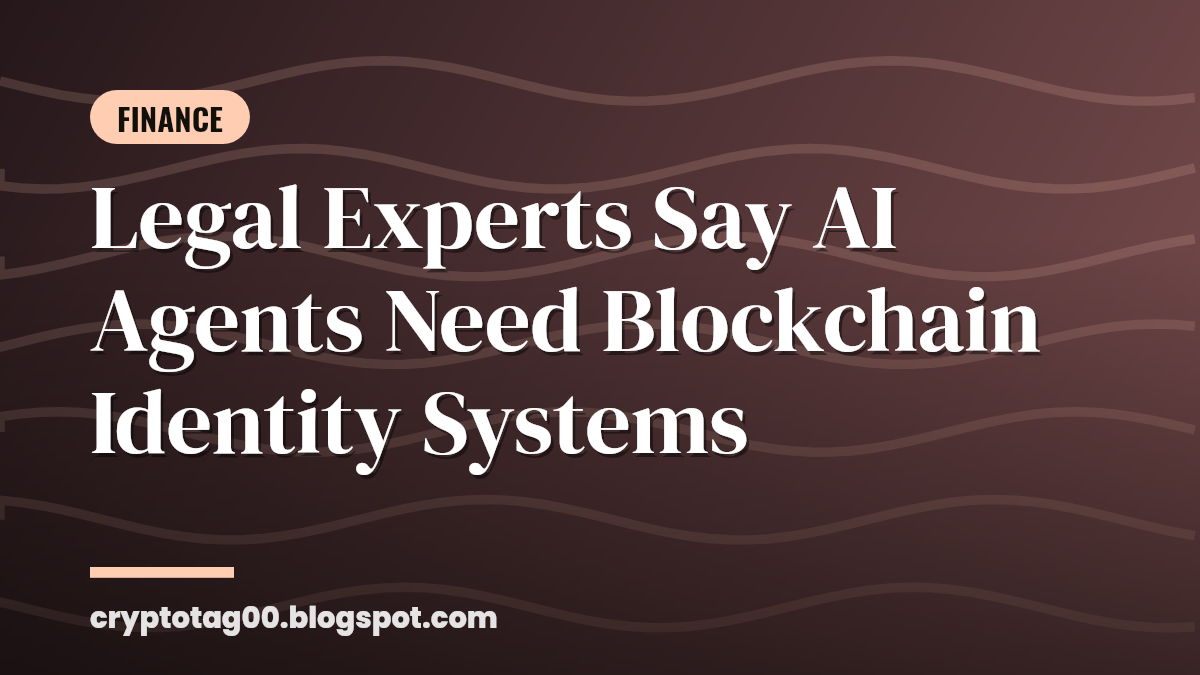 FINANCE
Legal Experts Say AI
Agents Need Blockchain
Identity Systems
cryptotag00.blogspot.com